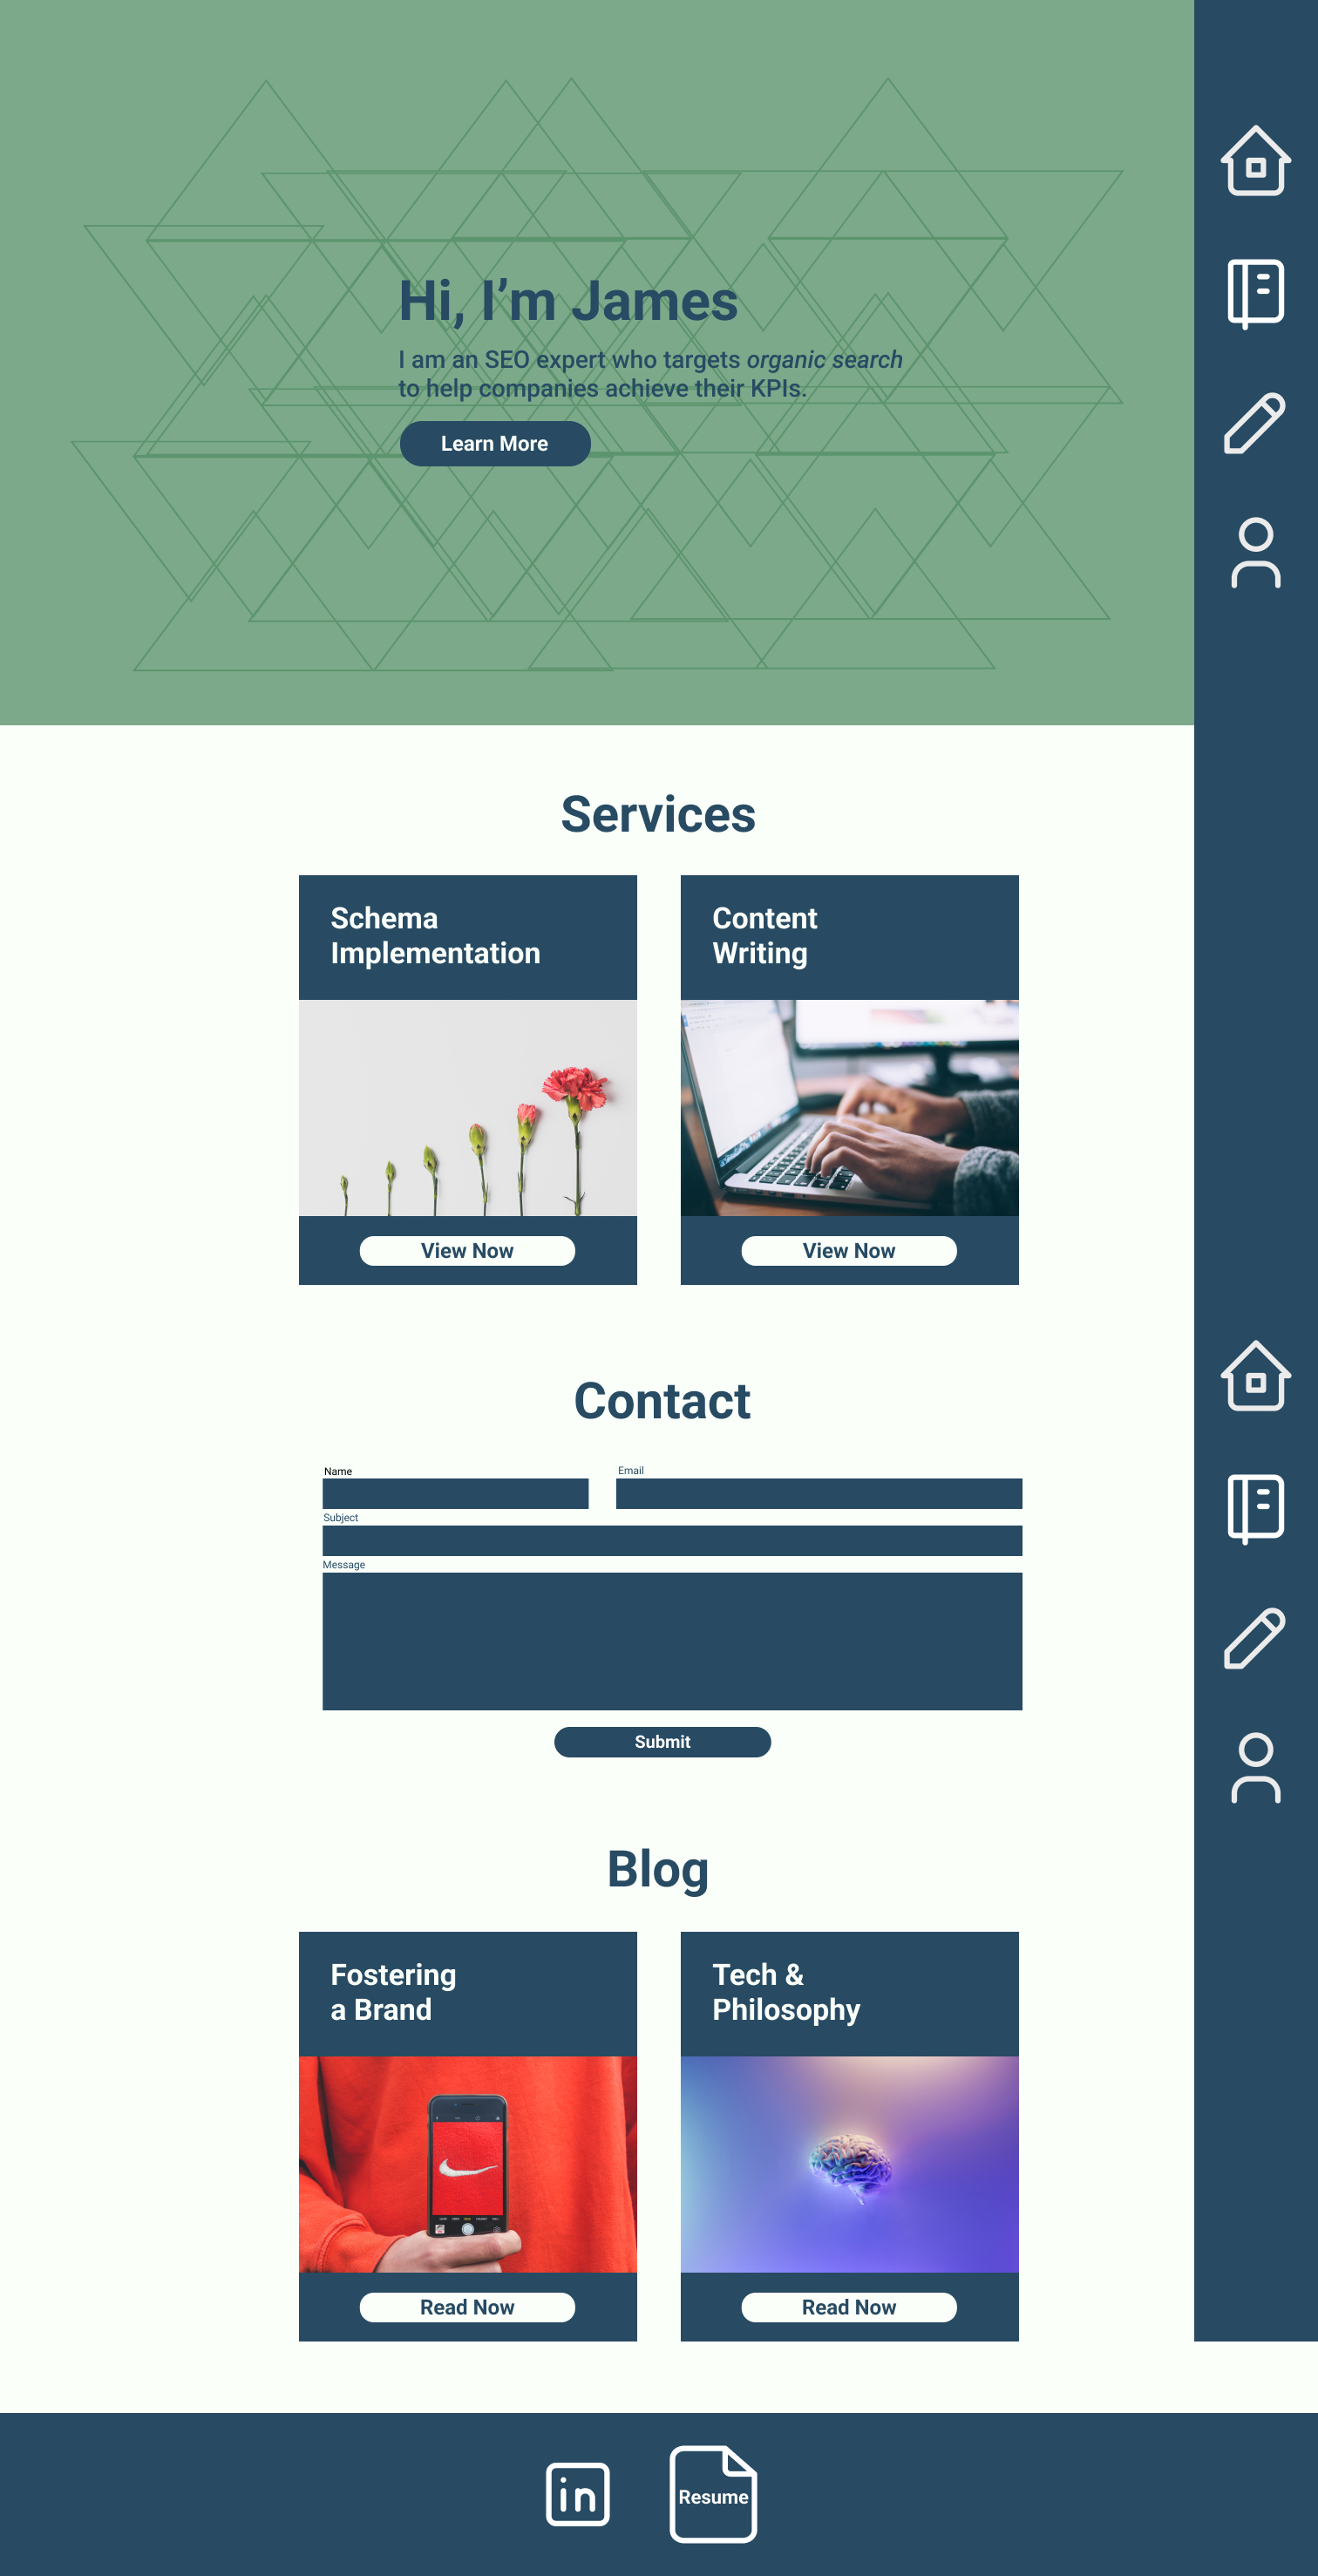 Hi, I’m James
I am an SEO expert who targets organic search
to help companies achieve their KPIs.
Learn More
Services
Schema
Implementation
View Now
Content
Writing
View Now
Contact
Name
Email
Subject
Message
Submit
Blog
Fostering
a Brand
Read Now
Tech &
Philosophy
Read Now
in
Resume